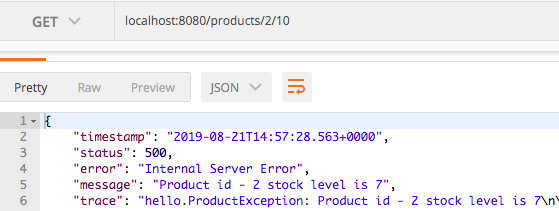 GET localhost:8080/products/2/10
Pretty Raw Preview JSON
1 {
2 "timestamp": "2019-08-21T14:57:28.563+0000",
3 "status": 500,
4 "error": "Internal Server Error",
5 "message": "Product id - 2 stock level is 7",
6 "trace": "hello.ProductException: Product id - 2 stock level is 7\n\